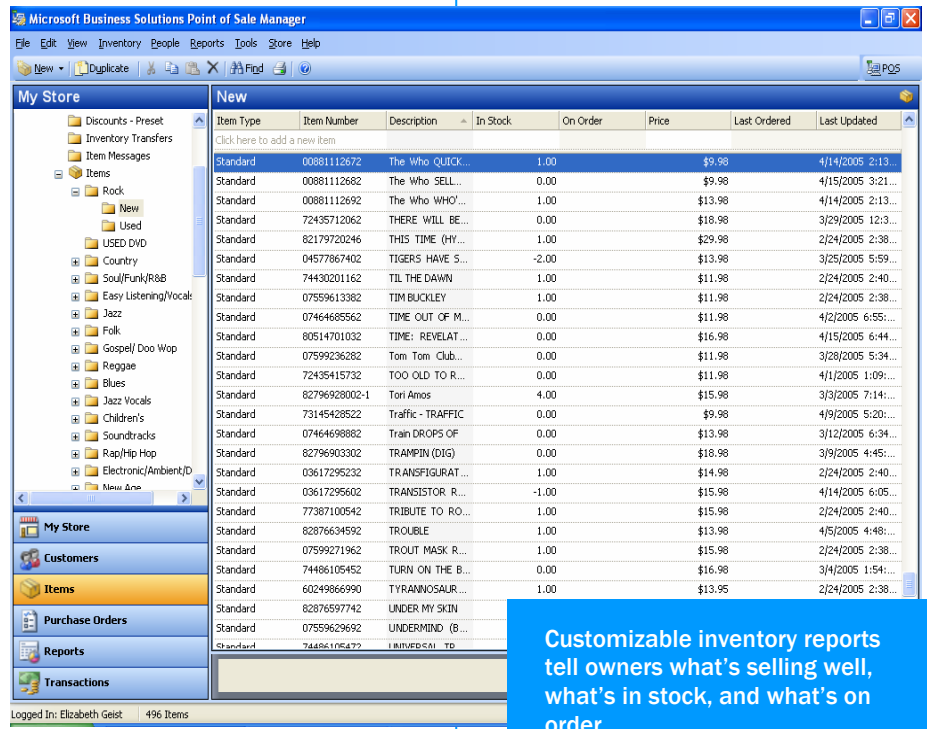 Microsoft Business Solutions Point of Sale Manager
File Edit View Inventory People Reports Tools Store Help
New Duplicate Find POS
My Store
Discounts - Preset
Inventory Transfers
Item Messages
Items
Rock
New
Used
USED DVD
Country
Soul/Funk/R&B
Easy Listening/Vocals
Jazz
Folk
Gospel/ Doo Wop
Reggae
Blues
Jazz Vocals
Children's
Soundtracks
Rap/Hip Hop
Electronic/Ambient/D
New Age
My Store
Customers
Items
Purchase Orders
Reports
Transactions
New
Item Type Item Number Description In Stock On Order Price Last Ordered Last Updated
Click here to add a new item
Standard 00881112672 The Who QUICK... 1.00 $9.98 4/14/2005 2:13...
Standard 00881112682 The Who SELL... 0.00 $9.98 4/15/2005 3:21...
Standard 00881112692 The Who WHO'... 1.00 $13.98 4/14/2005 2:13...
Standard 72435712062 THERE WILL BE... 0.00 $18.98 3/29/2005 12:3...
Standard 82179720246 THIS TIME (HY... 1.00 $29.98 2/24/2005 2:38...
Standard 04577867402 TIGERS HAVE S... -2.00 $13.98 3/25/2005 5:59...
Standard 74430201162 TIL THE DAWN 1.00 $11.98 2/24/2005 2:40...
Standard 07559613382 TIM BUCKLEY 1.00 $11.98 2/24/2005 2:38...
Standard 07464685562 TIME OUT OF M... 0.00 $11.98 4/2/2005 6:55:...
Standard 80514701032 TIME: REVELAT... 0.00 $16.98 4/15/2005 6:44...
Standard 07599236282 Tom Tom Club... 0.00 $11.98 3/28/2005 5:34...
Standard 72435415732 TOO OLD TO R... 0.00 $11.98 4/1/2005 1:09:...
Standard 82796928002-1 Tori Amos 4.00 $15.98 3/3/2005 7:14:...
Standard 73145428522 Traffic - TRAFFIC 0.00 $9.98 4/9/2005 5:20:...
Standard 07464698882 Train DROPS OF 0.00 $13.98 3/12/2005 6:34...
Standard 82796903302 TRAMPIN (DIG) 0.00 $18.98 3/9/2005 4:45:...
Standard 03617295232 TRANSFIGURAT... 1.00 $14.98 2/24/2005 2:40...
Standard 03617295602 TRANSISTOR R... -1.00 $15.98 4/14/2005 6:05...
Standard 77387100542 TRIBUTE TO RO... 1.00 $15.98 2/24/2005 2:40...
Standard 82876634592 TROUBLE 1.00 $13.98 4/5/2005 4:48:...
Standard 07599271962 TROUT MASK R... 1.00 $15.98 2/24/2005 2:38...
Standard 74486105452 TURN ON THE B... 0.00 $16.98 3/4/2005 1:54:...
Standard 60249866990 TYRANNOSAUR... 1.00 $13.95 2/24/2005 2:38...
Standard 82876597742 UNDER MY SKIN
Standard 07559629692 UNDERMIND (B...
Standard 74486105472 UNIVERSAL TR...
Logged In: Elizabeth Geist 496 Items
Customizable inventory reports
tell owners what's selling well,
what's in stock, and what's on
order